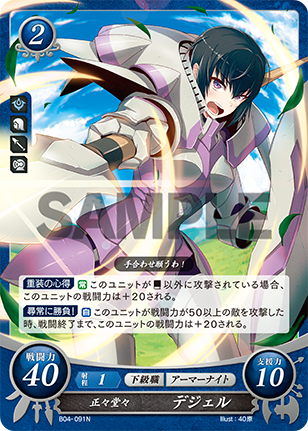 2
SAMPLE
手合わせ願うわ!
重装の心得 常 このユニットが■以外に攻撃されている場合、
このユニットの戦闘力は+20される。
尋常に勝負! 自 このユニットが戦闘力が50以上の敵を攻撃した
時、戦闘終了まで、このユニットの戦闘力は+20される。
戦闘力
40
射程 1 下級職 アーマーナイト
支援力
10
正々堂々 デジェル
B04-091N
Illust:40原